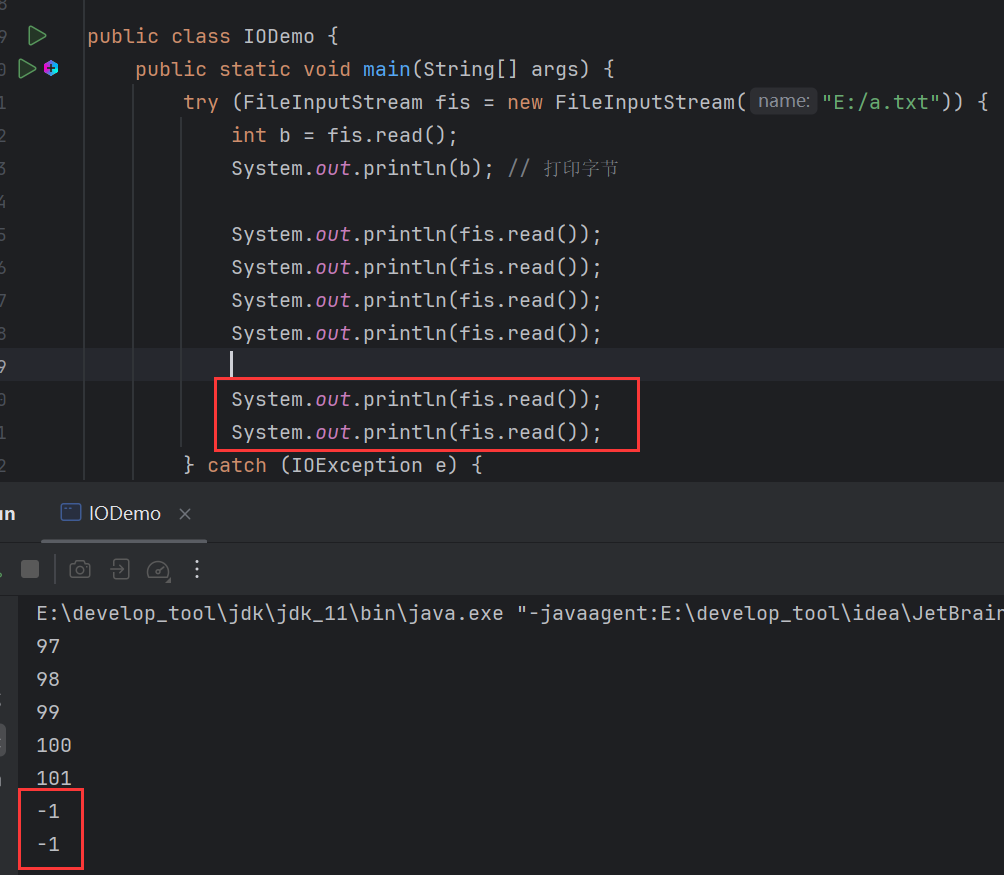 public class IODemo {
public static void main(String[] args) {
try (FileInputStream fis = new FileInputStream( name: "E:/a.txt")) {
int b = fis.read();
System.out.println(b); // 打印字节
System.out.println(fis.read());
System.out.println(fis.read());
System.out.println(fis.read());
System.out.println(fis.read());
System.out.println(fis.read());
System.out.println(fis.read());
} catch (IOException e) {
IODemo
E:\develop_tool\jdk\jdk_11\bin\java.exe "-javaagent:E:\develop_tool\idea\JetBrain
97
98
99
100
101
-1
-1